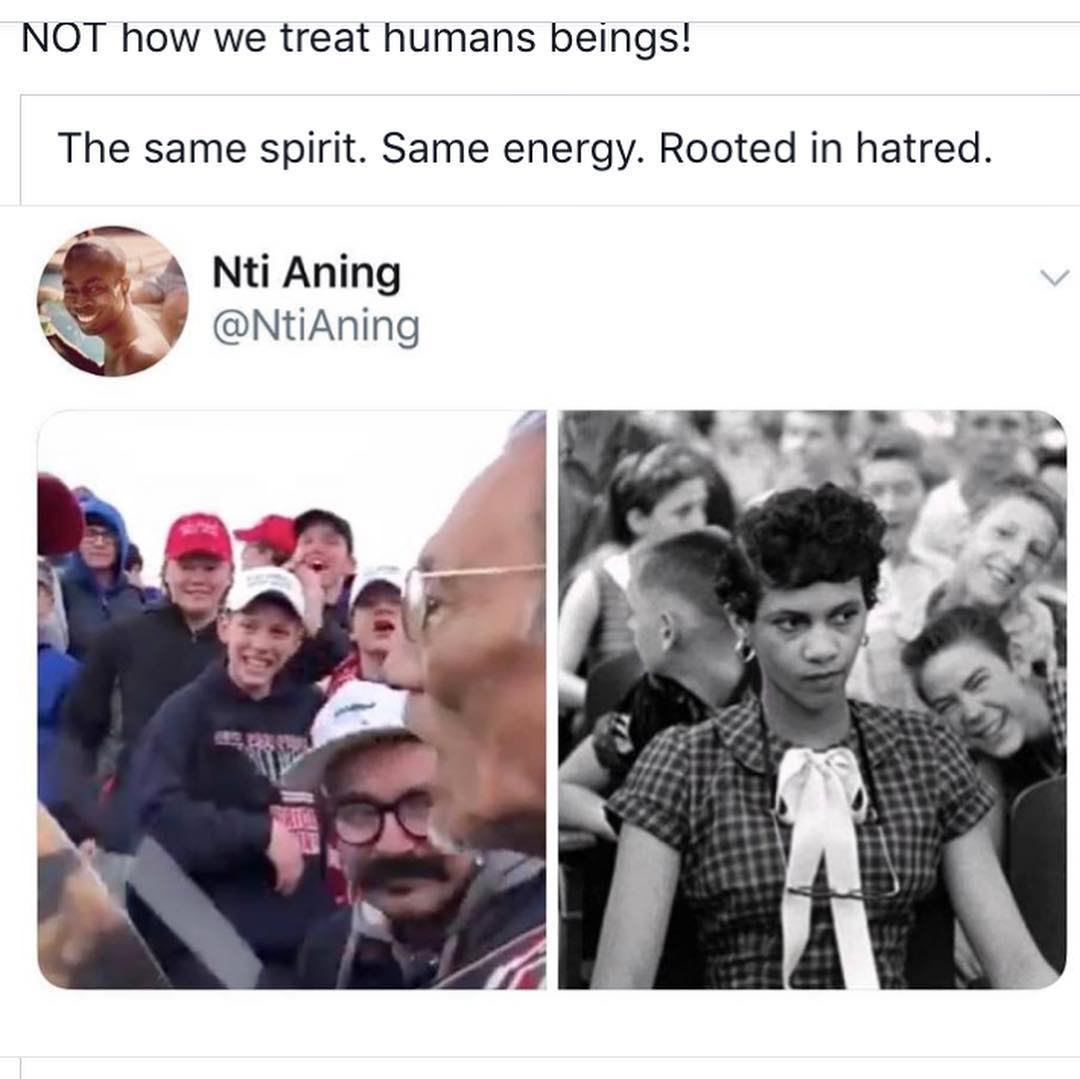 NOT how we treat humans beings!
The same spirit. Same energy. Rooted in hatred.
Nti Aning
@NtiAning